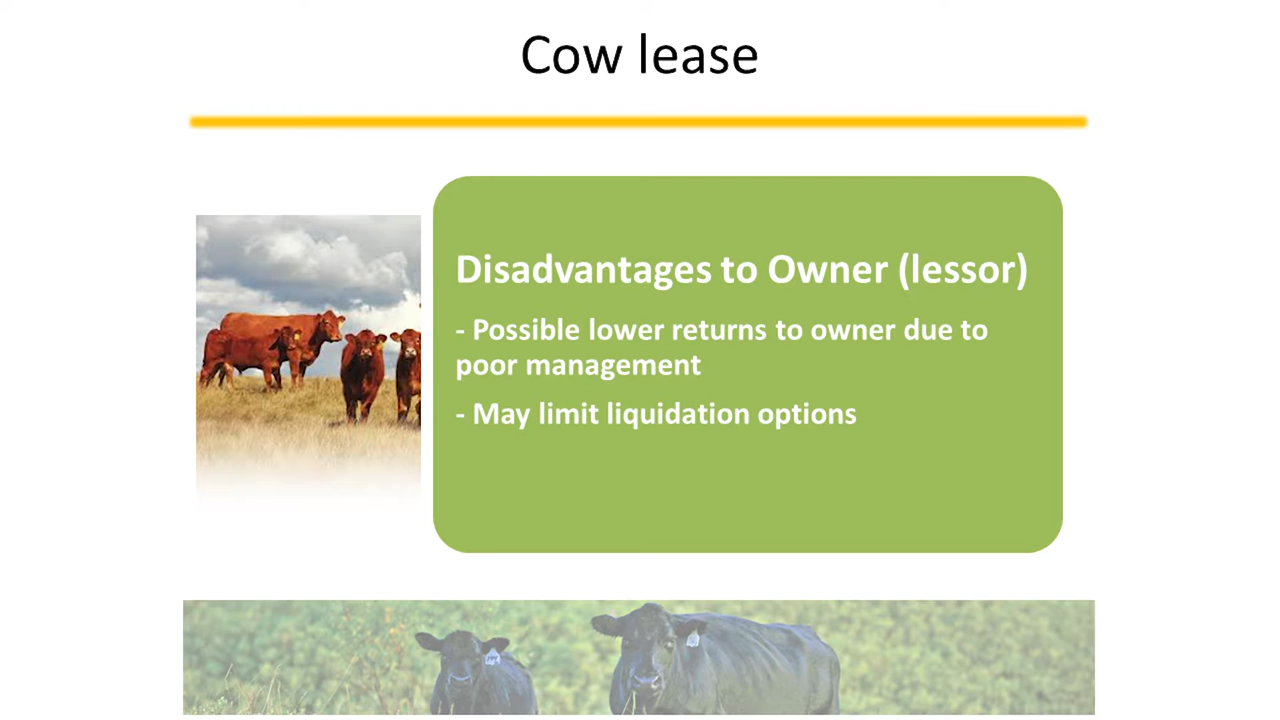 Cow lease
Disadvantages to Owner (lessor)
- Possible lower returns to owner due to
poor management
- May limit liquidation options